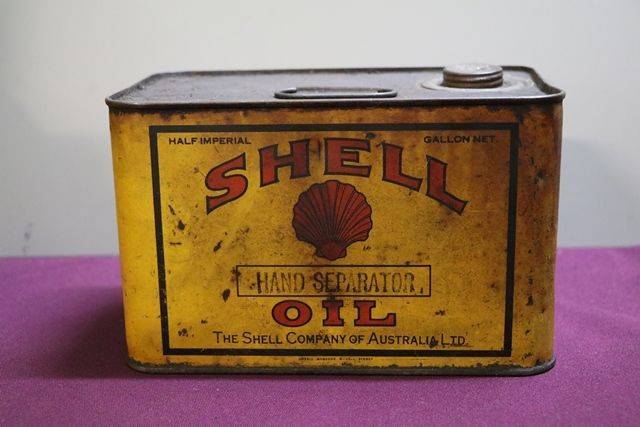 HALF IMPERIAL GALLON NET.
SHELL
HAND SEPARATOR
OIL
THE SHELL COMPANY OF AUSTRALIA LTD.